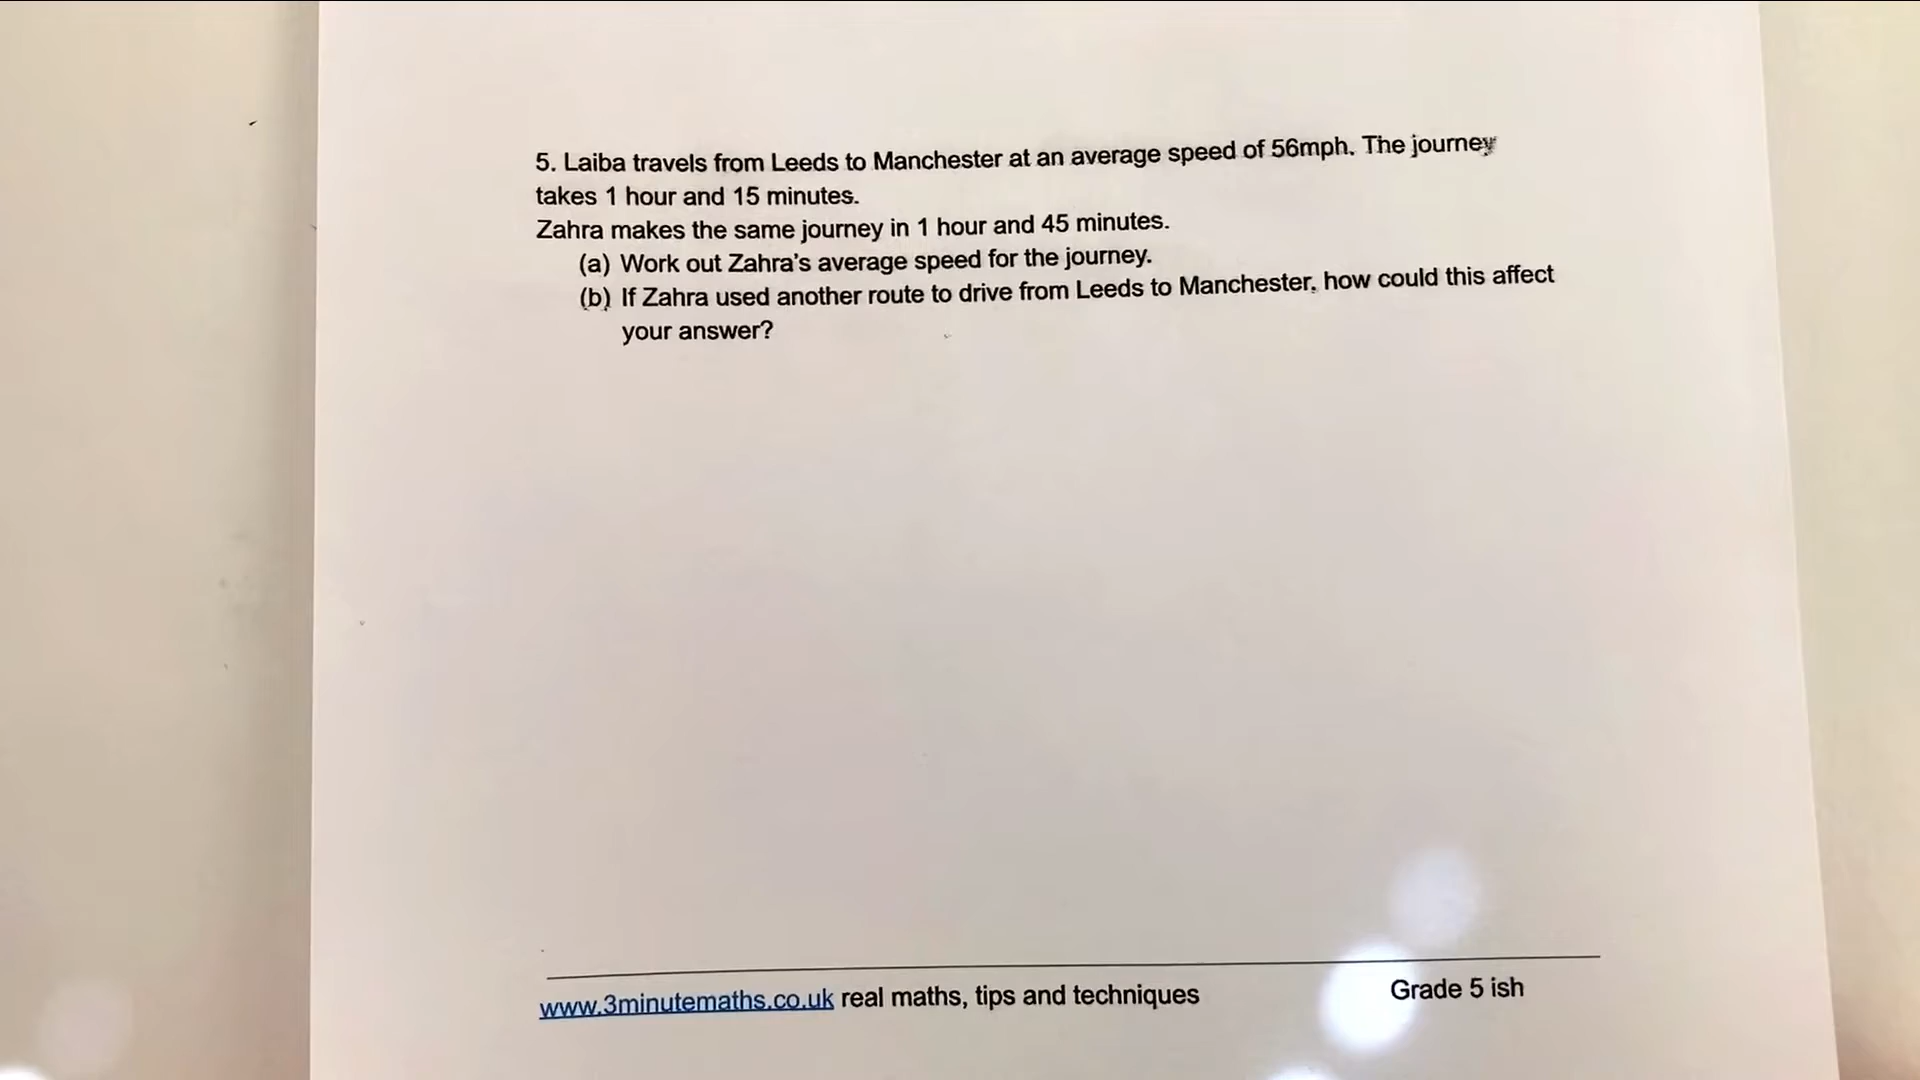 5. Laiba travels from Leeds to Manchester at an average speed of 56mph. The journey
takes 1 hour and 15 minutes.
Zahra makes the same journey in 1 hour and 45 minutes.
(a) Work out Zahra's average speed for the journey.
(b) If Zahra used another route to drive from Leeds to Manchester, how could this affect
your answer?
www.3minutemaths.co.uk real maths, tips and techniques Grade 5 ish